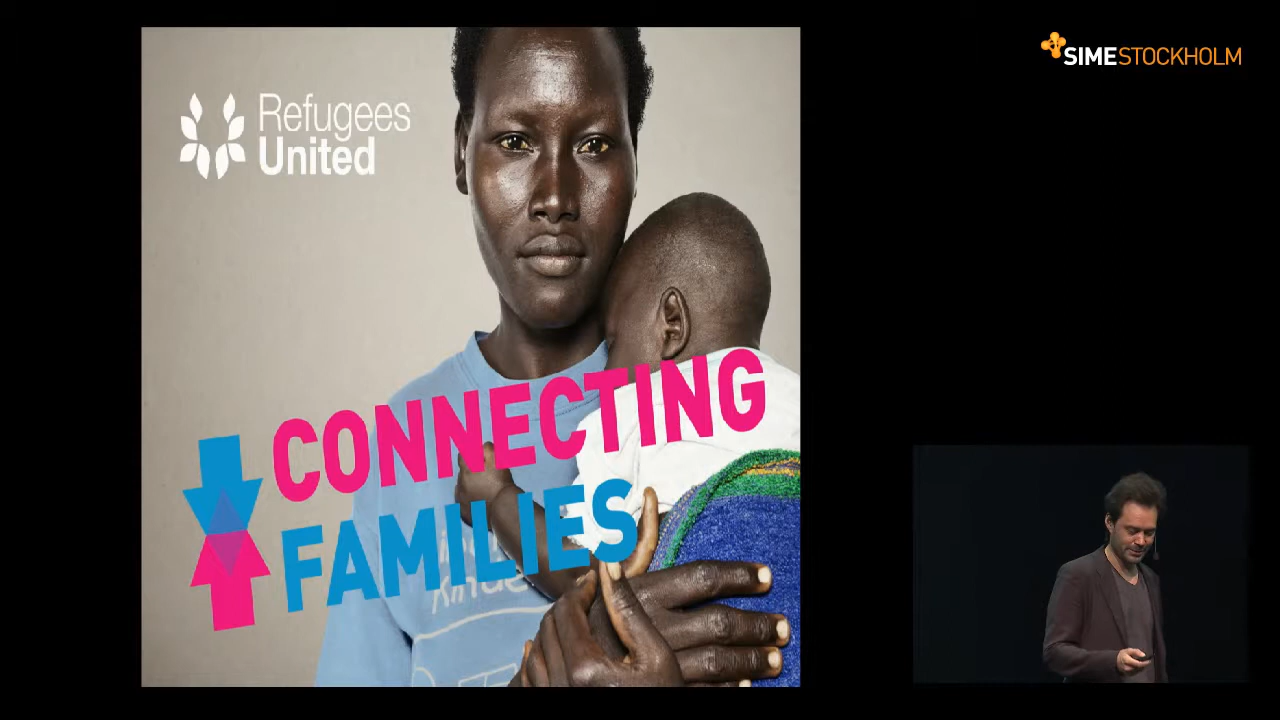 SIMESTOCKHOLM
Refugees
United
CONNECTING
FAMILIES